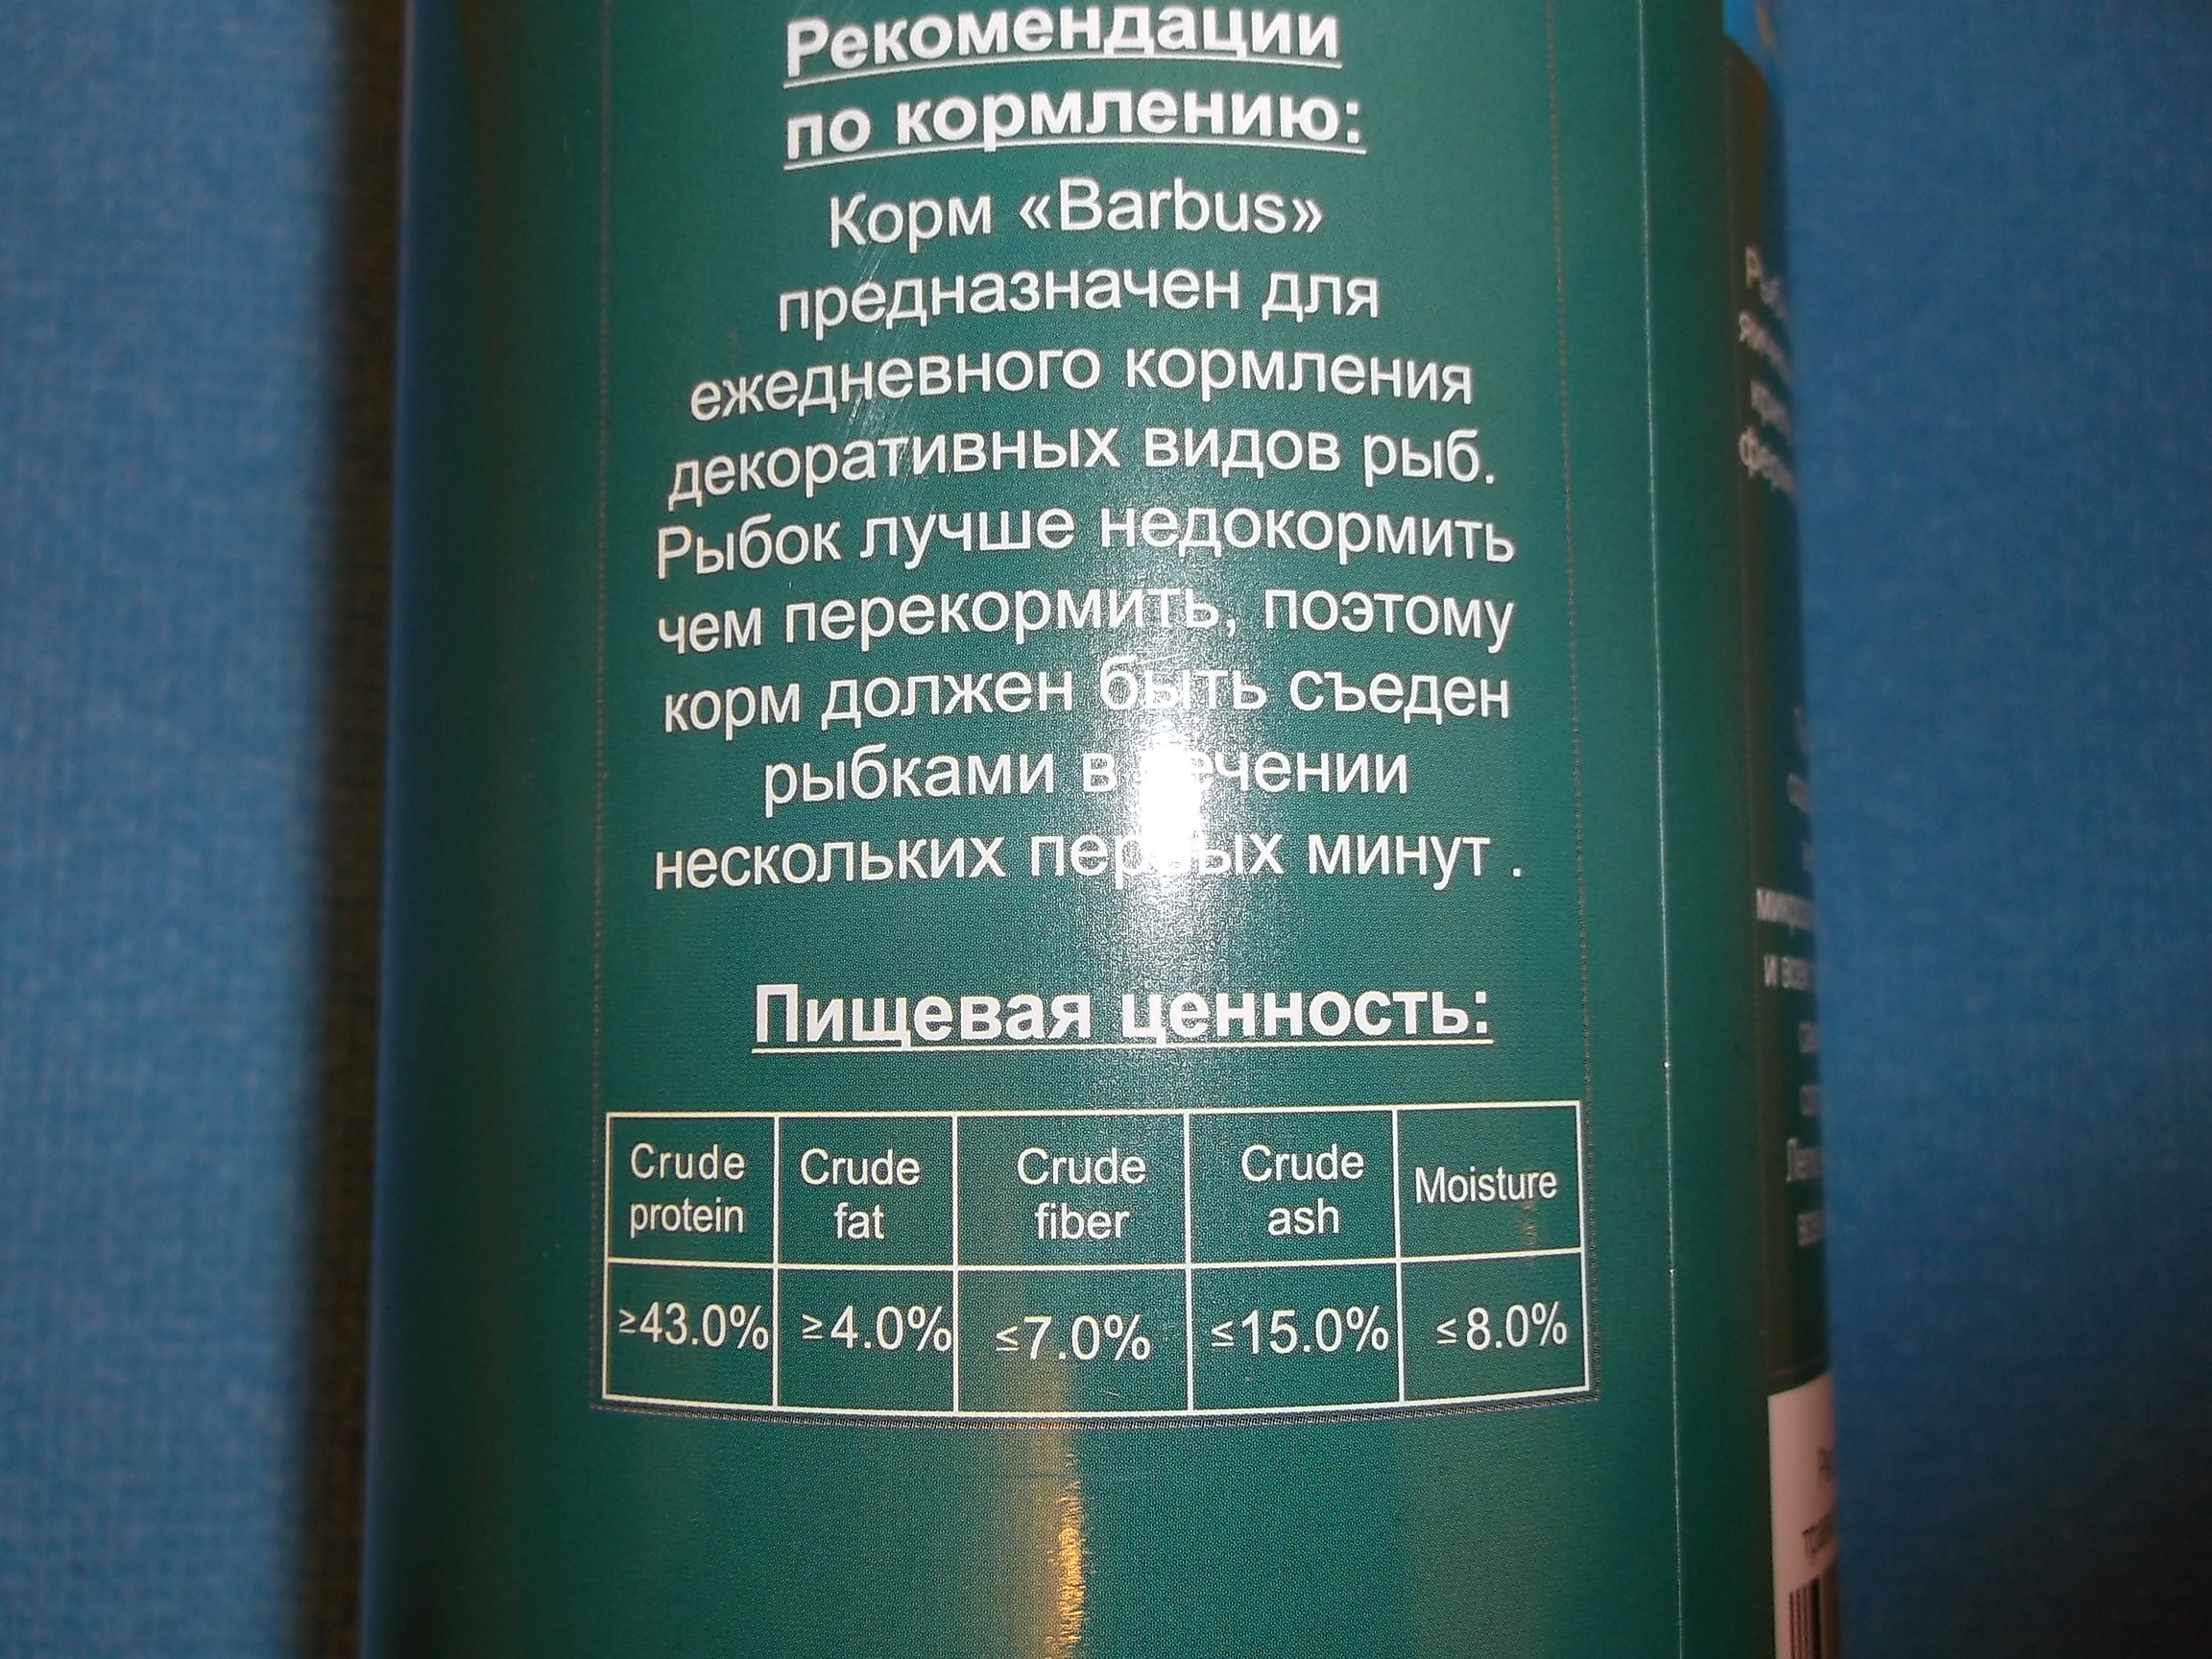 Рекомендации
по кормлению:
Корм «Barbus»
предназначен для
ежедневного кормления
декоративных видов рыб.
Рыбок лучше недокормить
чем перекормить, поэтому
корм должен быть съеден
рыбками в течении
нескольких первых минут .
Пищевая ценность:
Crude protein Crude fat Crude fiber Crude ash Moisture
≥43.0% ≥4.0% ≤7.0% ≤15.0% ≤8.0%